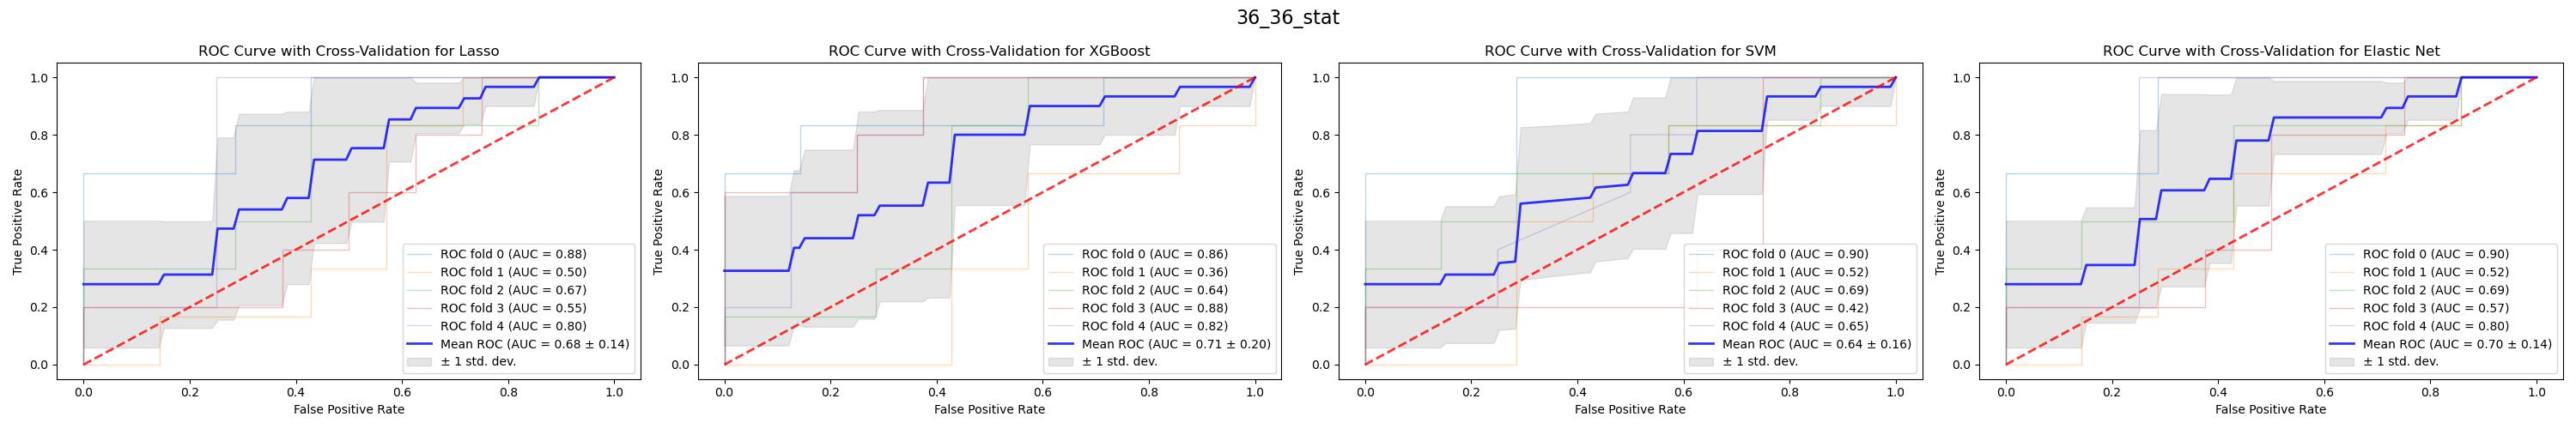 36_36_stat
ROC Curve with Cross-Validation for Lasso
True Positive Rate
1.0
0.8
0.6
0.4
0.2
0.0
ROC fold 0 (AUC = 0.88)
ROC fold 1 (AUC = 0.50)
ROC fold 2 (AUC = 0.67)
ROC fold 3 (AUC = 0.55)
ROC fold 4 (AUC = 0.80)
Mean ROC (AUC = 0.68 ± 0.14)
± 1 std. dev.
0.0 0.2 0.4 0.6 0.8 1.0
False Positive Rate
ROC Curve with Cross-Validation for XGBoost
True Positive Rate
1.0
0.8
0.6
0.4
0.2
0.0
ROC fold 0 (AUC = 0.86)
ROC fold 1 (AUC = 0.36)
ROC fold 2 (AUC = 0.64)
ROC fold 3 (AUC = 0.88)
ROC fold 4 (AUC = 0.82)
Mean ROC (AUC = 0.71 ± 0.20)
± 1 std. dev.
0.0 0.2 0.4 0.6 0.8 1.0
False Positive Rate
ROC Curve with Cross-Validation for SVM
True Positive Rate
1.0
0.8
0.6
0.4
0.2
0.0
ROC fold 0 (AUC = 0.90)
ROC fold 1 (AUC = 0.52)
ROC fold 2 (AUC = 0.69)
ROC fold 3 (AUC = 0.42)
ROC fold 4 (AUC = 0.65)
Mean ROC (AUC = 0.64 ± 0.16)
± 1 std. dev.
0.0 0.2 0.4 0.6 0.8 1.0
False Positive Rate
ROC Curve with Cross-Validation for Elastic Net
True Positive Rate
1.0
0.8
0.6
0.4
0.2
0.0
ROC fold 0 (AUC = 0.90)
ROC fold 1 (AUC = 0.52)
ROC fold 2 (AUC = 0.69)
ROC fold 3 (AUC = 0.57)
ROC fold 4 (AUC = 0.80)
Mean ROC (AUC = 0.70 ± 0.14)
± 1 std. dev.
0.0 0.2 0.4 0.6 0.8 1.0
False Positive Rate